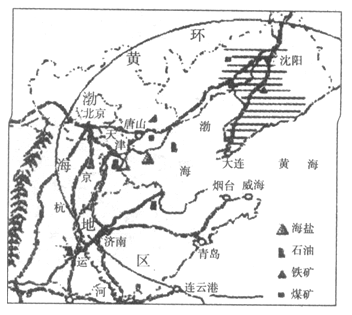 环
黄
沈阳
渤
北京
唐山
天津
渤
海
海
大连
黄 海
京
烟台
威海
杭
地
济南
海盐
石油
运
区
青岛
铁矿
河
连云港
煤矿